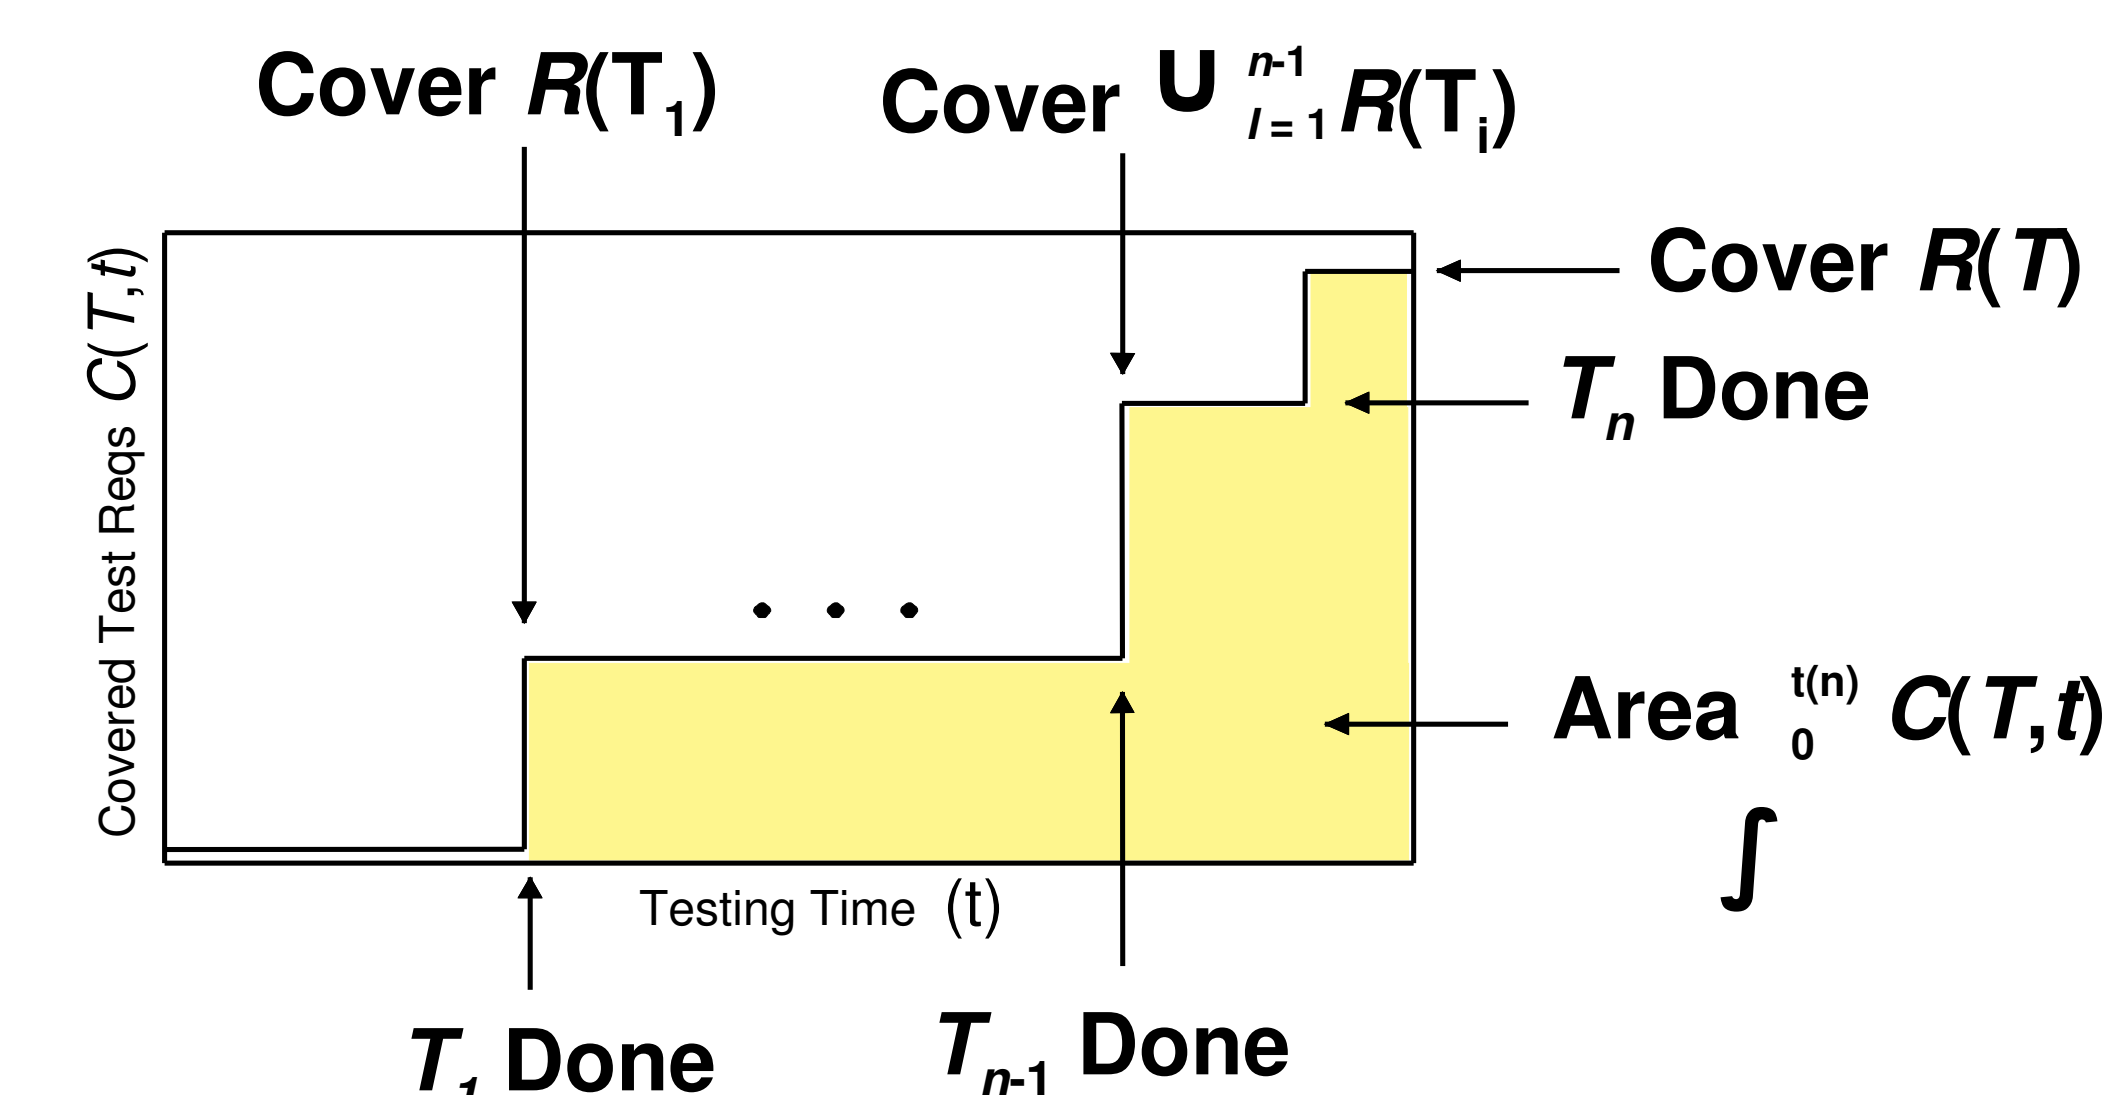 Cover R(T1)
Cover ∪ n-1 l = 1 R(Ti)
Cover R(T)
Tn Done
Covered Test Reqs C(T,t)
Area t(n) 0 C(T,t)
∫
Testing Time (t)
T1 Done
Tn-1 Done